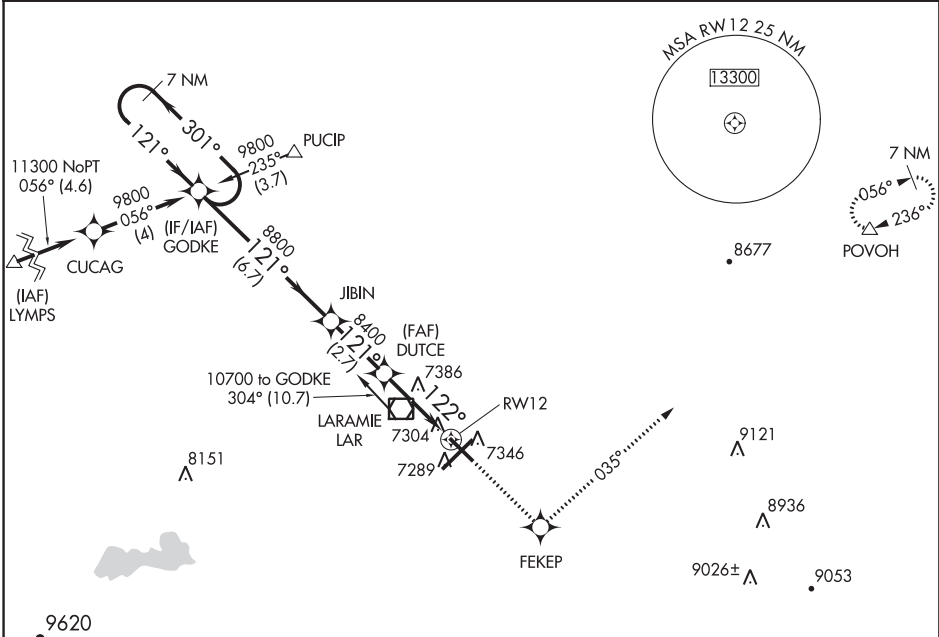 MSA RW12 25 NM
13300
7 NM
301°
121°
PUCIP
9800
235°
(3.7)
11300 NoPT
056° (4.6)
9800
056°
(4)
(IF/IAF)
GODKE
CUCAG
(IAF)
LYMPS
7 NM
056°
236°
POVOH
8677
8800
121°
(6.7)
JIBIN
8400
121°
(2.7)
(FAF)
DUTCE
7386
122°
10700 to GODKE
304° (10.7)
LARAMIE
LAR
RW12
7304
7346
7289
035°
9121
8151
8936
FEKEP
9026±
9053
9620